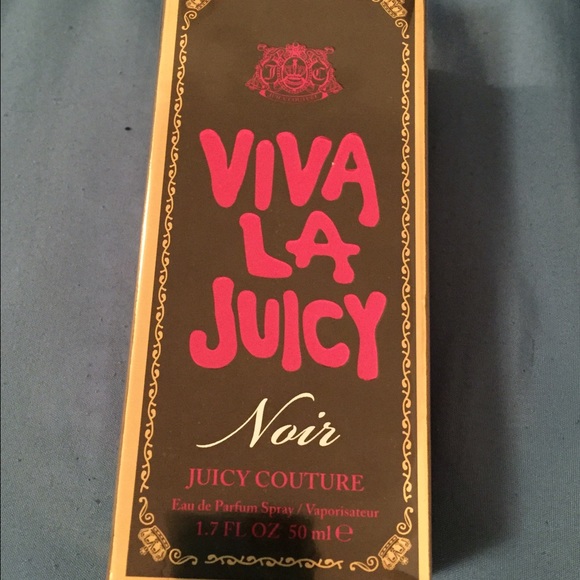 J C
VIVA
LA
JUICY
Noir
JUICY COUTURE
Eau de Parfum Spray / Vaporisateur
1.7 FL OZ 50 ml ℮